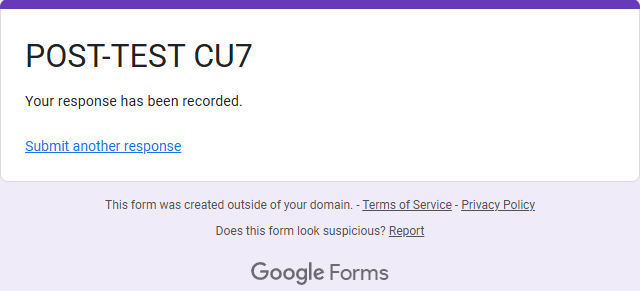 POST-TEST CU7
Your response has been recorded.
Submit another response
This form was created outside of your domain. - Terms of Service - Privacy Policy
Does this form look suspicious? Report
Google Forms